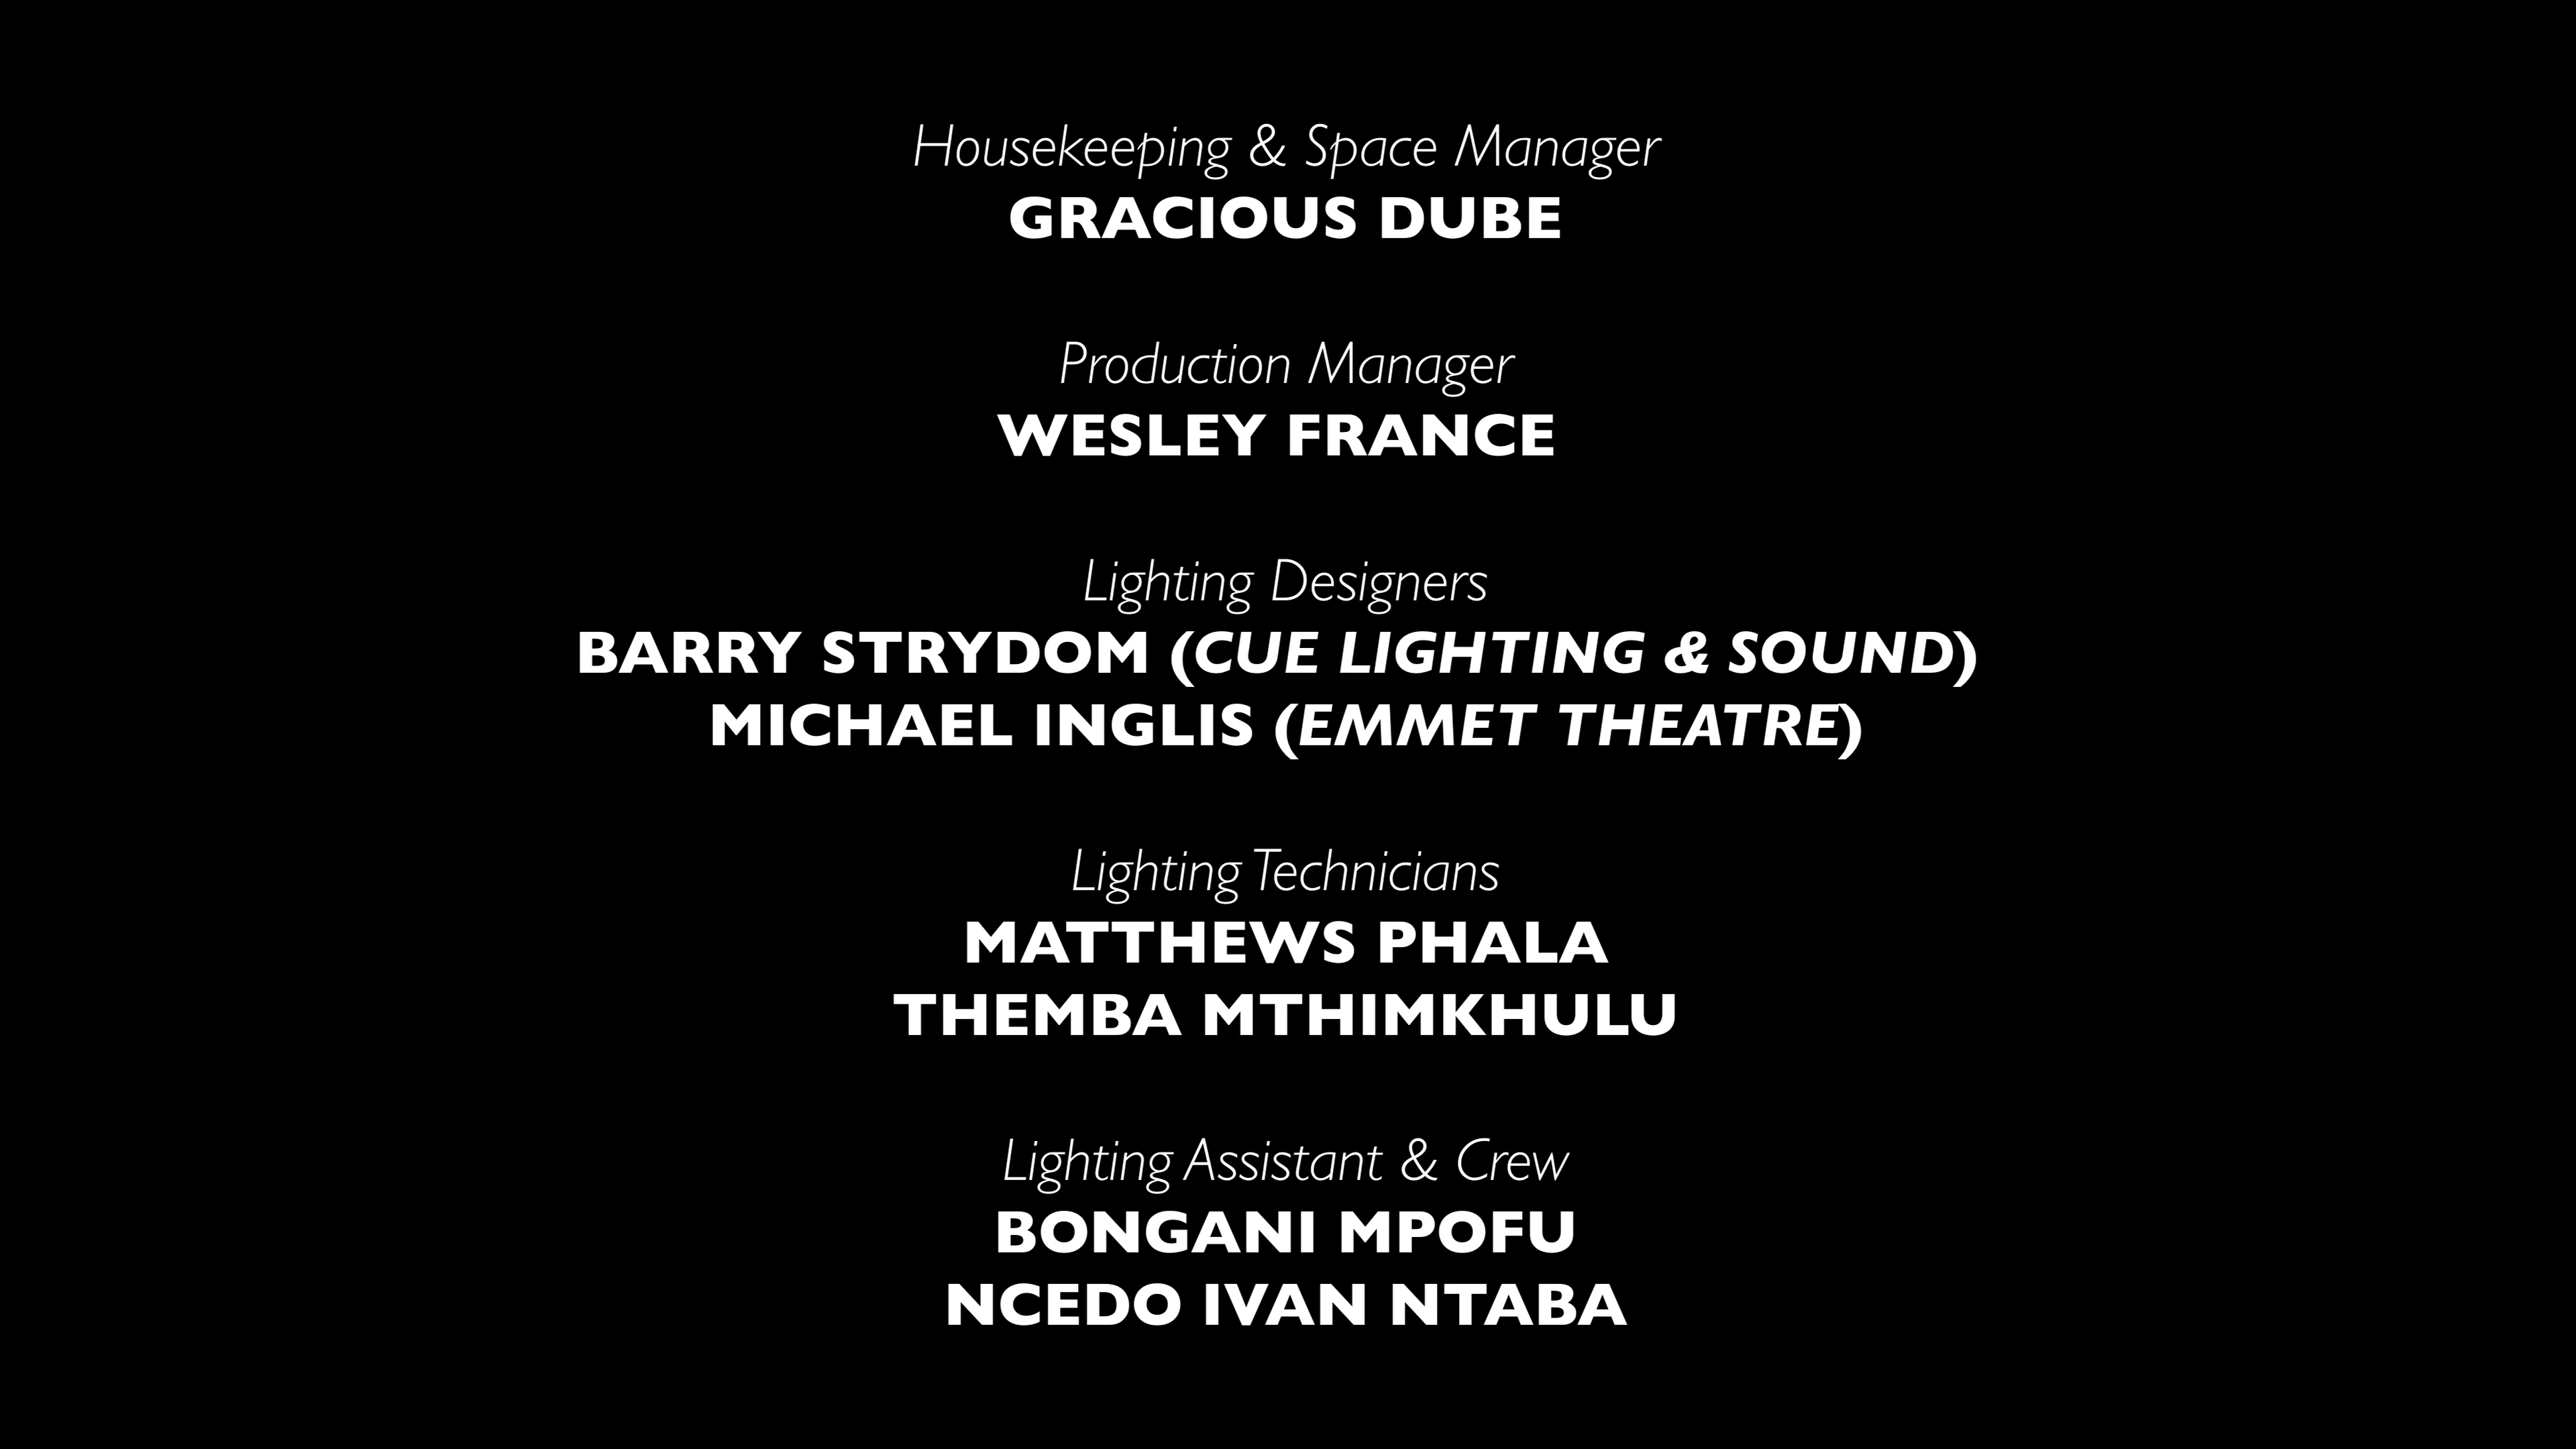 Housekeeping & Space Manager
GRACIOUS DUBE
Production Manager
WESLEY FRANCE
Lighting Designers
BARRY STRYDOM (CUE LIGHTING & SOUND)
MICHAEL INGLIS (EMMET THEATRE)
Lighting Technicians
MATTHEWS PHALA
THEMBA MTHIMKHULU
Lighting Assistant & Crew
BONGANI MPOFU
NCEDO IVAN NTABA